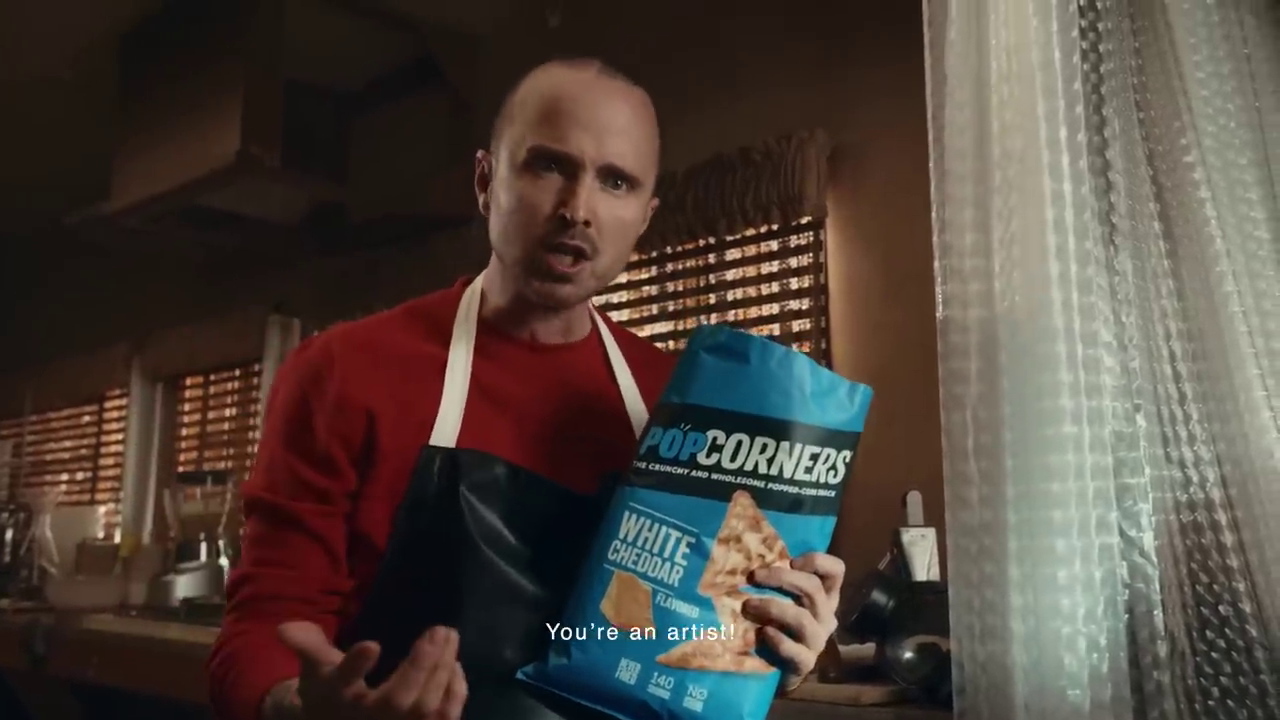 POPCORNERS
THE CRUNCHY AND WHOLESOME POPPED-CORN SNACK
WHITE
CHEDDAR
FLAVORED
You're an artist!
NEVER
FRIED
140
NO